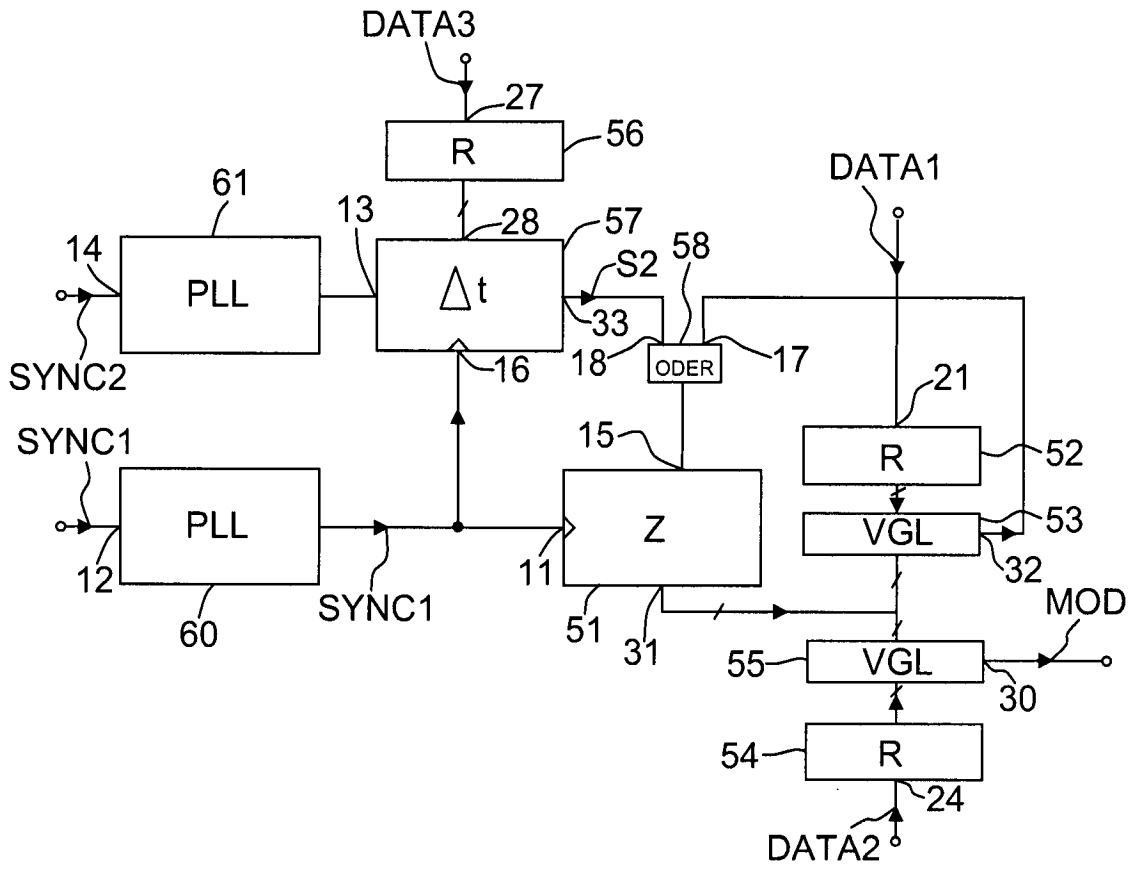 DATA3
27
R
56
DATA1
61
13
28
57
58
S2
14
PLL
Δt
33
18
17
ODER
SYNC2
16
21
SYNC1
15
R
52
PLL
Z
VGL
53
12
11
32
SYNC1
60
51
31
MOD
55
VGL
30
54
R
24
DATA2